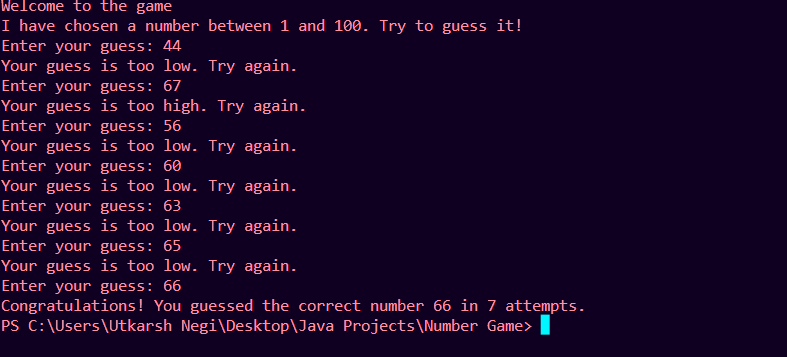 Welcome to the game
I have chosen a number between 1 and 100. Try to guess it!
Enter your guess: 44
Your guess is too low. Try again.
Enter your guess: 67
Your guess is too high. Try again.
Enter your guess: 56
Your guess is too low. Try again.
Enter your guess: 60
Your guess is too low. Try again.
Enter your guess: 63
Your guess is too low. Try again.
Enter your guess: 65
Your guess is too low. Try again.
Enter your guess: 66
Congratulations! You guessed the correct number 66 in 7 attempts.
PS C:\Users\Utkarsh Negi\Desktop\Java Projects\Number Game>